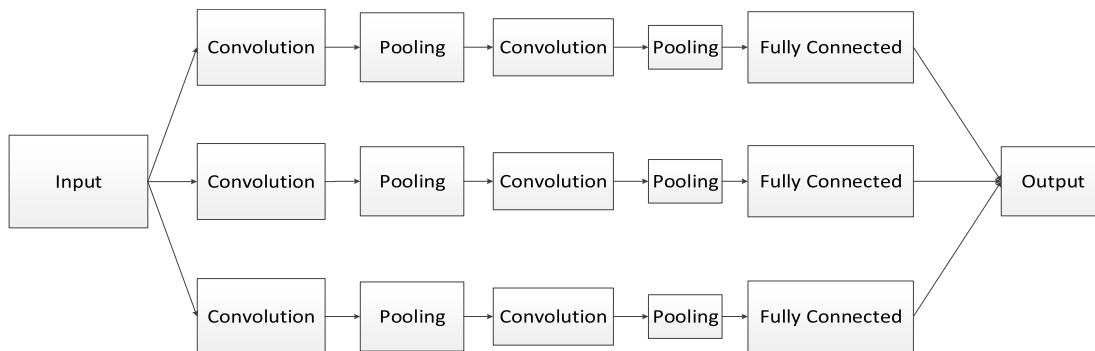 Convolution
Pooling
Convolution
Pooling
Fully Connected
Input
Convolution
Pooling
Convolution
Pooling
Fully Connected
Output
Convolution
Pooling
Convolution
Pooling
Fully Connected